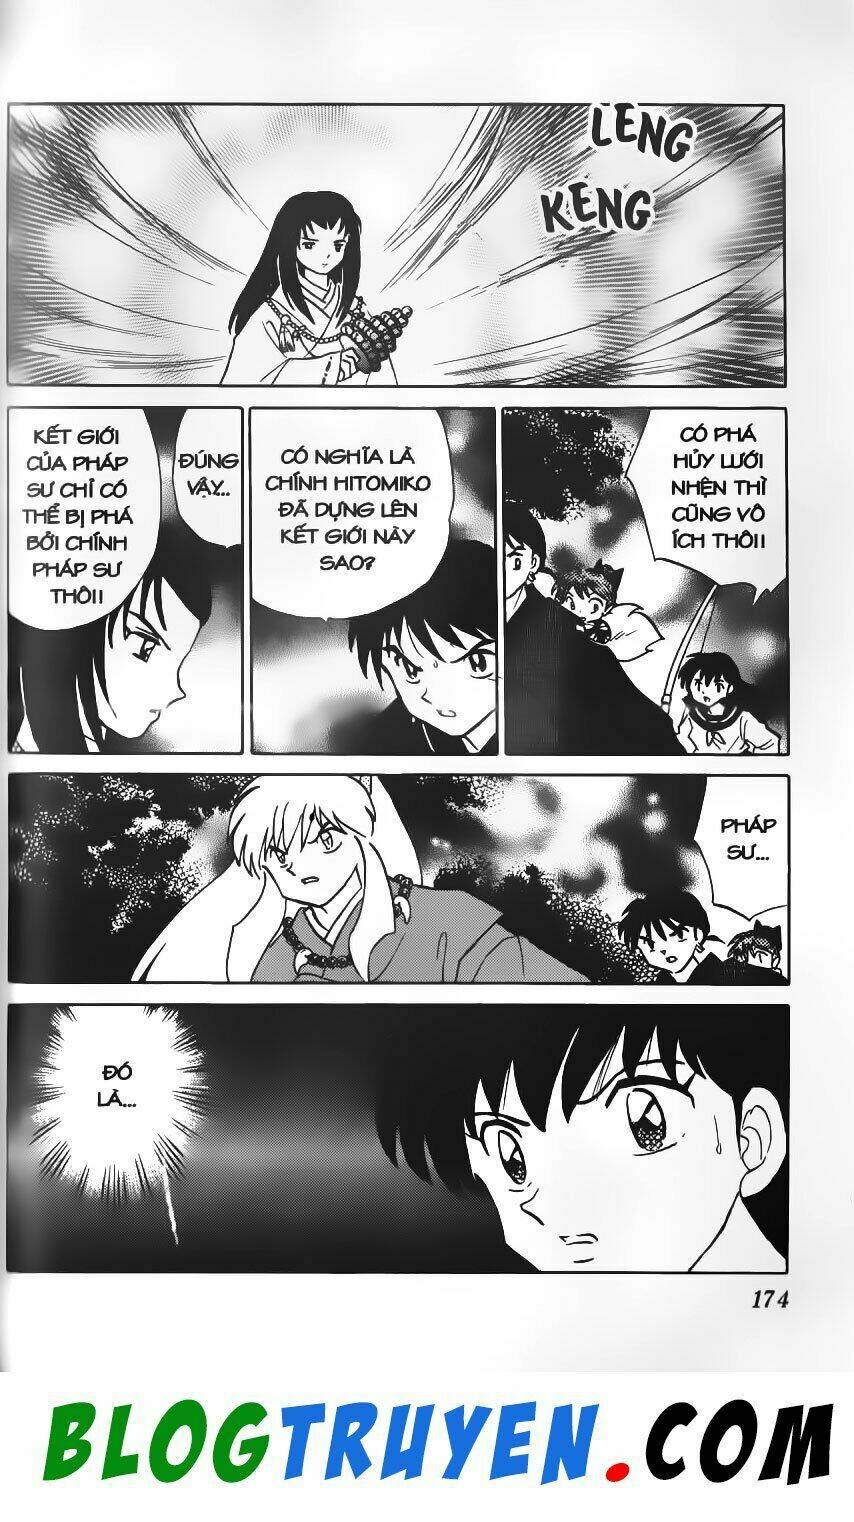 LENG
KENG
CÓ PHÁ
HỦY LƯỚI
NHỆN THÌ
CŨNG VÔ
ÍCH THÔI!
CÓ NGHĨA LÀ
CHÍNH HITOMIKO
ĐÃ DỰNG LÊN
KẾT GIỚI NÀY
SAO?
ĐÚNG
VẬY...
KẾT GIỚI
CỦA PHÁP
SƯ CHỈ CÓ
THỂ BỊ PHÁ
BỞI CHÍNH
PHÁP SƯ
THÔI!
PHÁP
SƯ...
ĐÓ
LÀ...
174
BLOGTRUYEN.COM